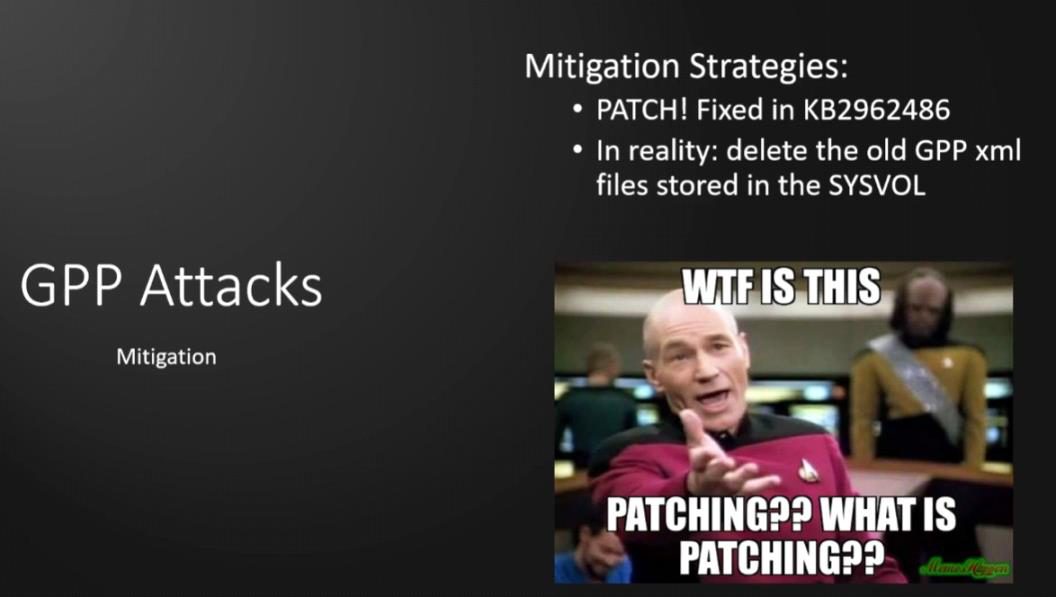 GPP Attacks
Mitigation
Mitigation Strategies:
• PATCH! Fixed in KB2962486
• In reality: delete the old GPP xml
files stored in the SYSVOL
WTF IS THIS
PATCHING?? WHAT IS
PATCHING??